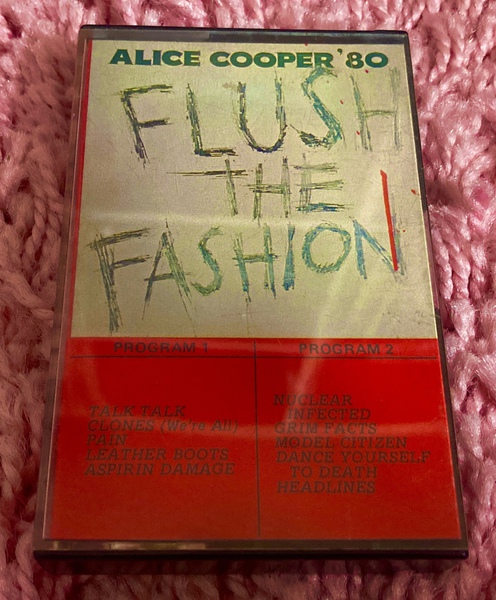 ALICE COOPER '80
FLUSH
THE
FASHION
PROGRAM 1
TALK TALK
CLONES (We're All)
PAIN
LEATHER BOOTS
ASPIRIN DAMAGE
PROGRAM 2
NUCLEAR
INFECTED
GRIM FACTS
MODEL CITIZEN
DANCE YOURSELF
TO DEATH
HEADLINES